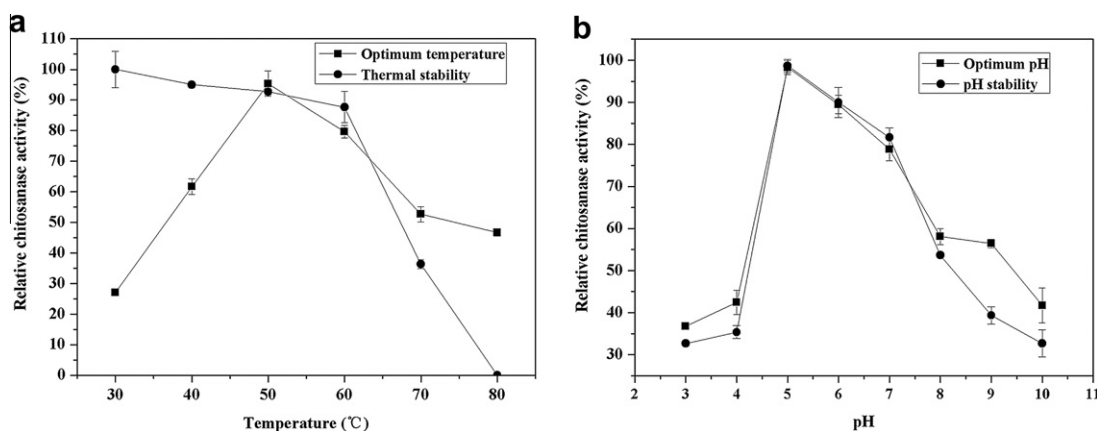 a
Relative chitosanase activity (%)
110
100
90
80
70
60
50
40
30
20
10
0
Optimum temperature
Thermal stability
30 40 50 60 70 80
Temperature (℃)
b
Relative chitosanase activity (%)
100
90
80
70
60
50
40
30
Optimum pH
pH stability
2 3 4 5 6 7 8 9 10 11
pH